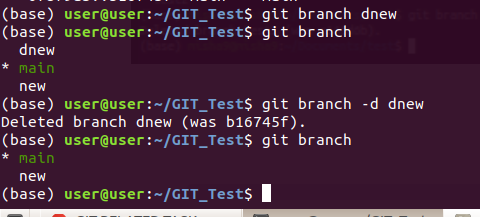 (base) user@user:~/GIT_Test$ git branch dnew
(base) user@user:~/GIT_Test$ git branch
  dnew
* main
  new
(base) user@user:~/GIT_Test$ git branch -d dnew
Deleted branch dnew (was b16745f).
(base) user@user:~/GIT_Test$ git branch
* main
  new
(base) user@user:~/GIT_Test$